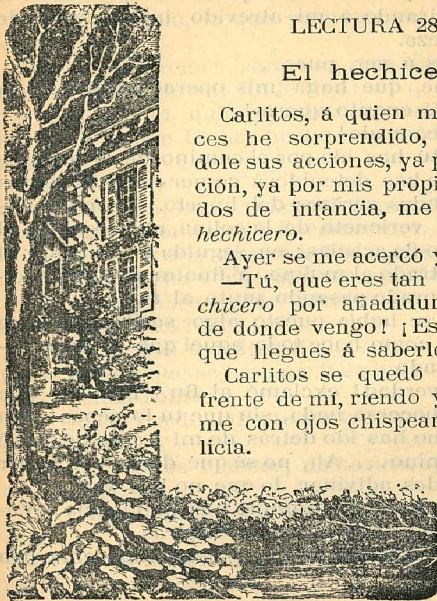 LECTURA 28
El hechice
Carlitos, á quien m
ces he sorprendido,
dole sus acciones, ya p
ción, ya por mis propi
dos de infancia, me
hechicero.
Ayer se me acercó y
—Tú, que eres tan
chicero por añadidur
de dónde vengo! ¡Es
que llegues á saberlo
Carlitos se quedó
frente de mí, riendo y
me con ojos chispean
licia.